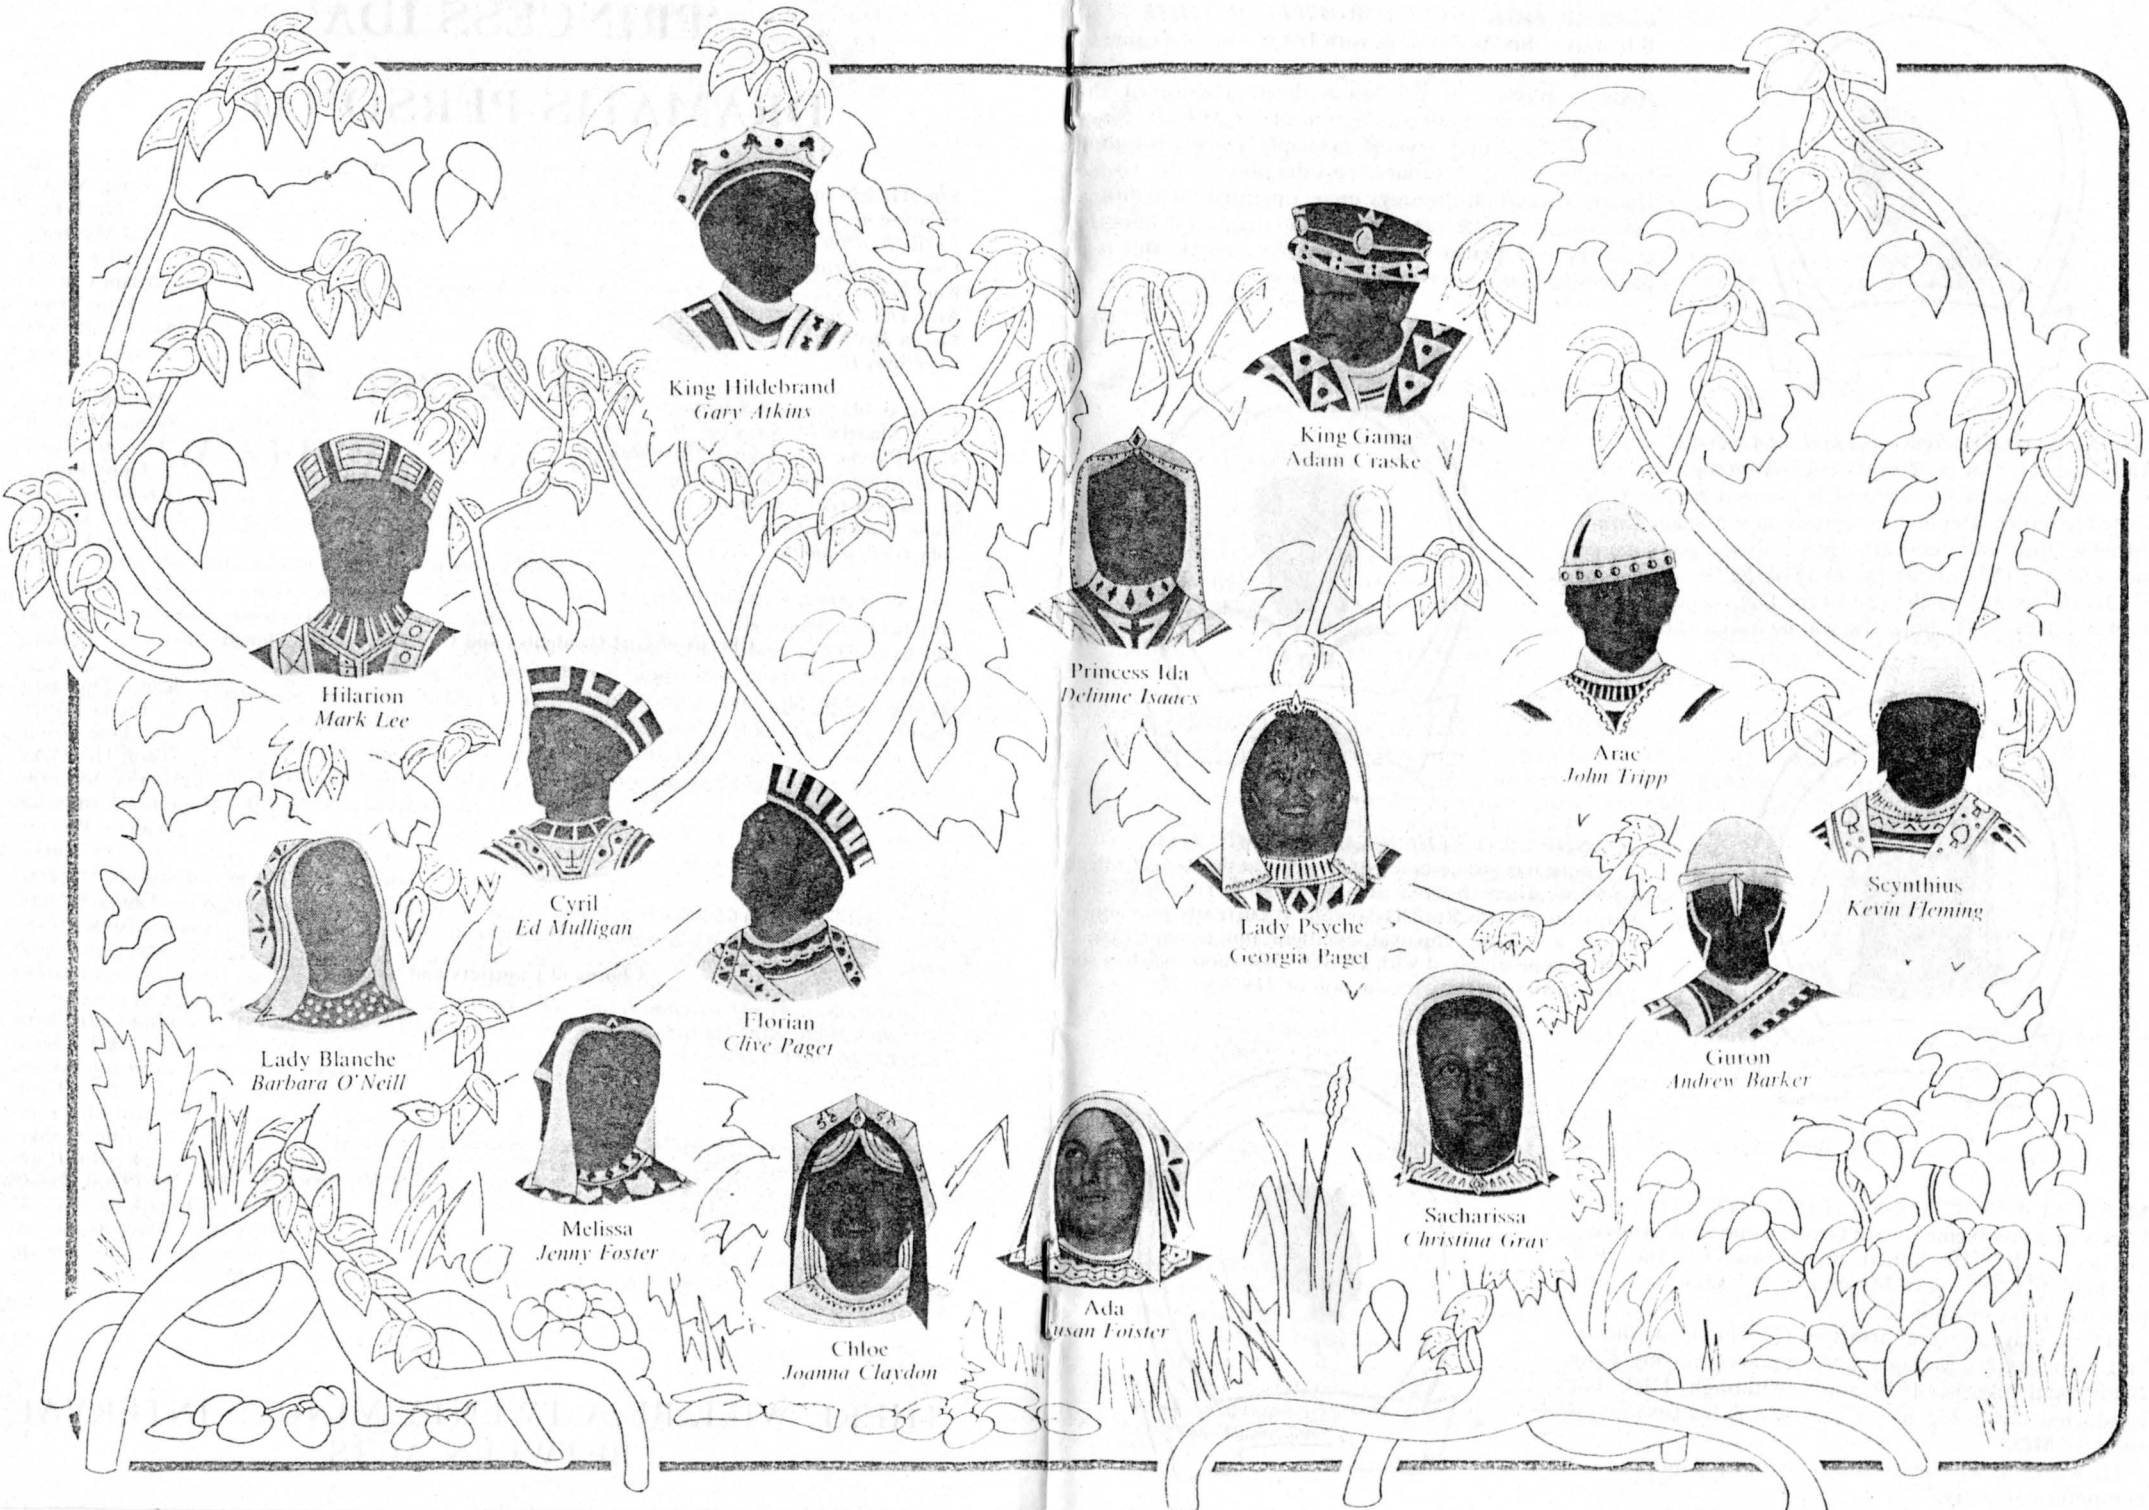 King Hildebrand
Gary Atkins
King Gama
Adam Craske
Hilarion
Mark Lee
Princess Ida
Delinne Isaacs
Arac
John Tripp
Cyril
Ed Mulligan
Scynthius
Kevin Fleming
Lady Psyche
Georgia Paget
Florian
Clive Paget
Lady Blanche
Barbara O'Neill
Guron
Andrew Barker
Melissa
Jenny Foster
Sacharissa
Christina Gray
Ada
usan Foister
Chloe
Joanna Claydon
PRINCESS IDA